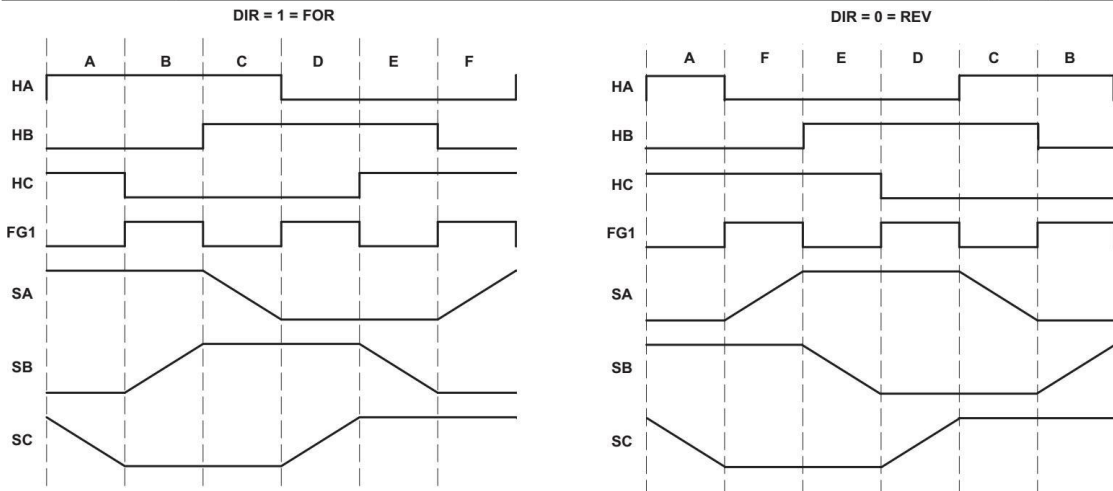 DIR = 1 = FOR
DIR = 0 = REV
A B C D E F
A F E D C B
HA
HB
HC
FG1
SA
SB
SC
HA
HB
HC
FG1
SA
SB
SC